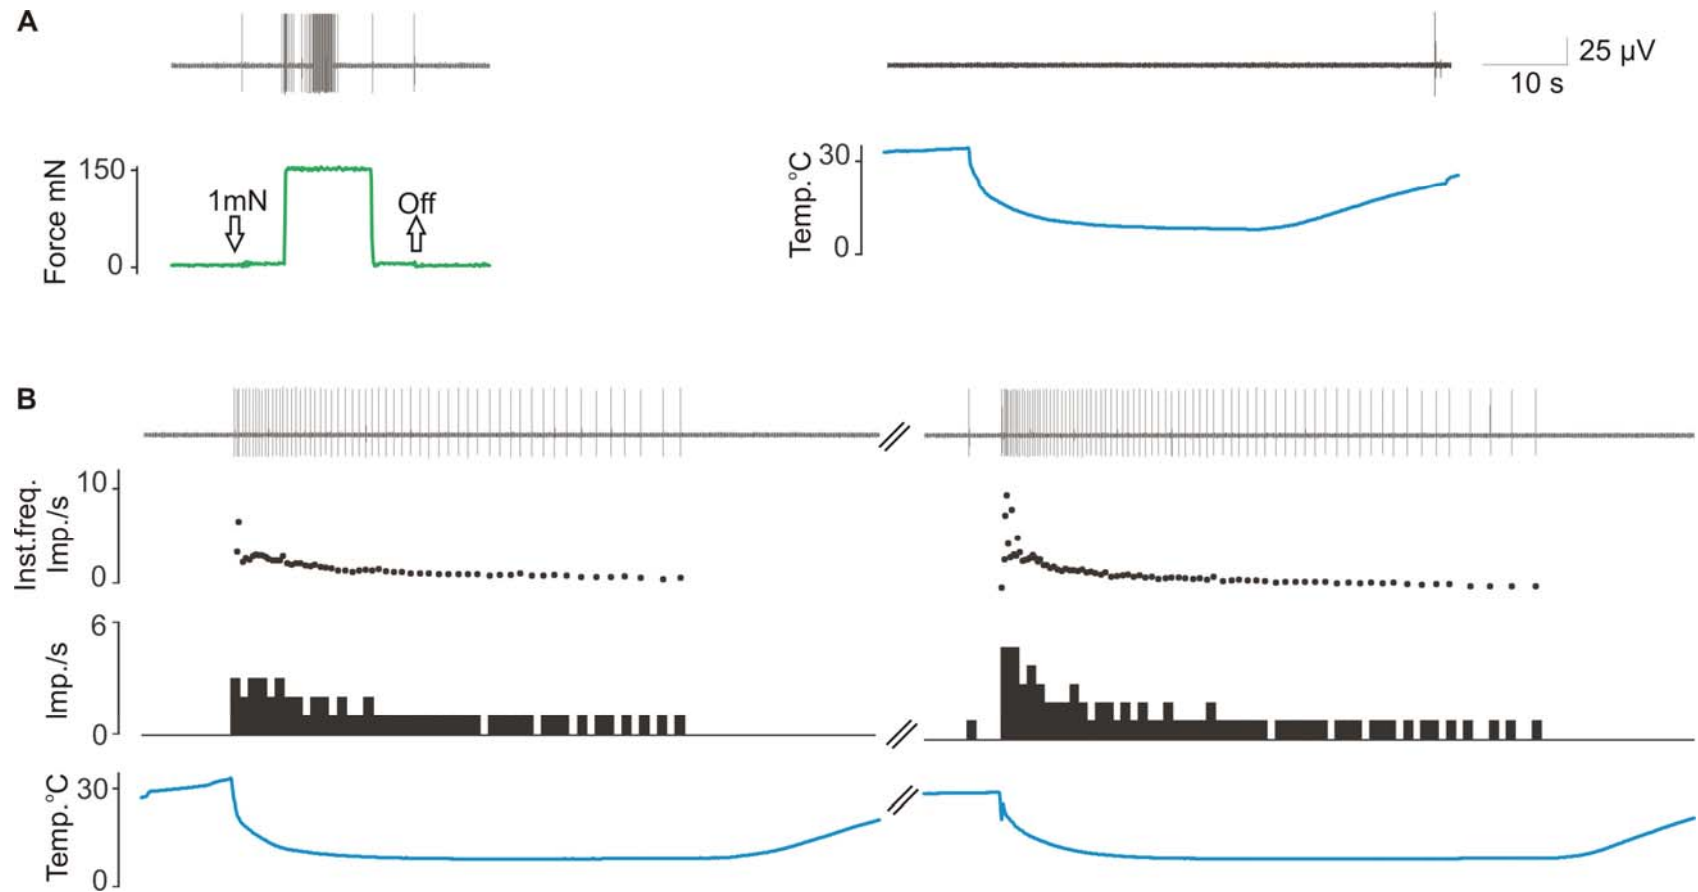 A
25 µV
10 s
Force mN
150
0
1mN
Off
Temp.°C
30
0
B
Inst.freq.
Imp./s
10
0
Imp./s
6
0
Temp.°C
30
0